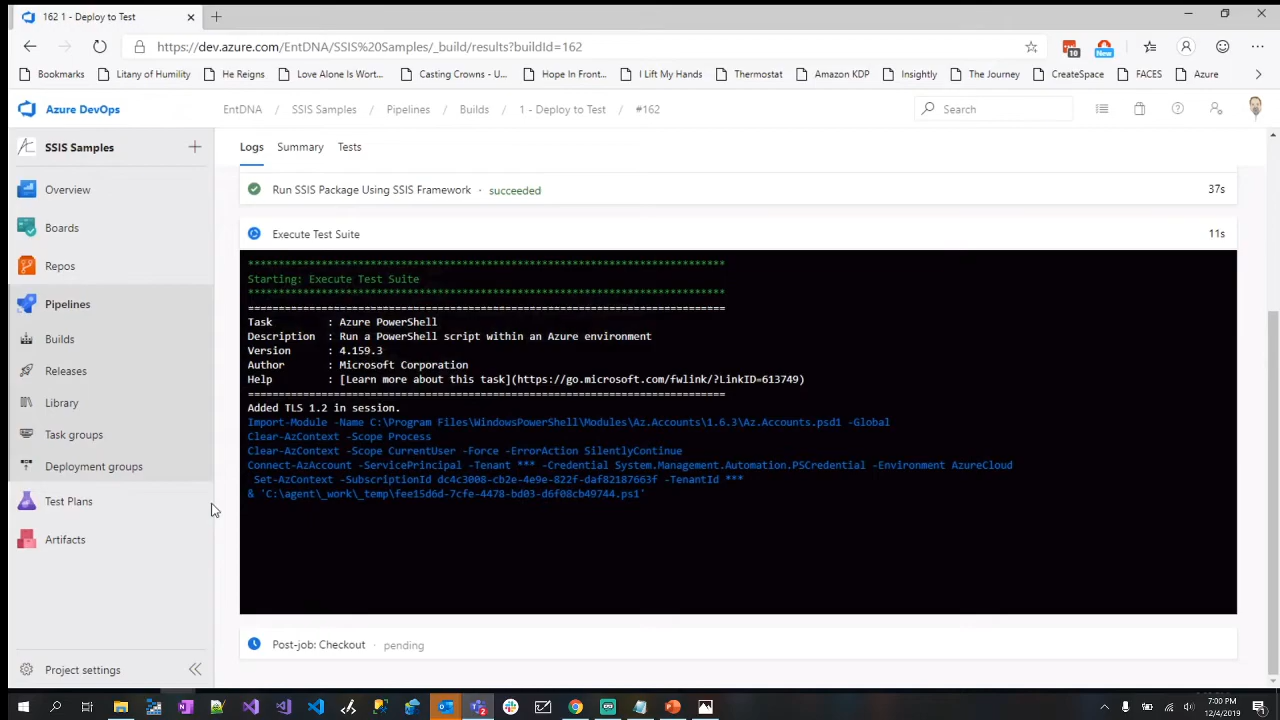 162 1 - Deploy to Test
https://dev.azure.com/EntDNA/SSIS%20Samples/_build/results?buildId=162
10
New
Bookmarks
Litany of Humility
He Reigns
Love Alone Is Wort...
Casting Crowns - U...
Hope In Front...
I Lift My Hands
Thermostat
Amazon KDP
Insightly
The Journey
CreateSpace
FACES
Azure
Azure DevOps
EntDNA / SSIS Samples / Pipelines / Builds / 1 - Deploy to Test / #162
Search
SSIS Samples
Overview
Boards
Repos
Pipelines
Builds
Releases
Library
Task groups
Deployment groups
Test Plans
Artifacts
Project settings
Logs Summary Tests
Run SSIS Package Using SSIS Framework · succeeded 37s
Execute Test Suite 11s
******************************************************************************
Starting: Execute Test Suite
******************************************************************************
==============================================================================
Task : Azure PowerShell
Description : Run a PowerShell script within an Azure environment
Version : 4.159.3
Author : Microsoft Corporation
Help : [Learn more about this task](https://go.microsoft.com/fwlink/?LinkID=613749)
==============================================================================
Added TLS 1.2 in session.
Import-Module -Name C:\Program Files\WindowsPowerShell\Modules\Az.Accounts\1.6.3\Az.Accounts.psd1 -Global
Clear-AzContext -Scope Process
Clear-AzContext -Scope CurrentUser -Force -ErrorAction SilentlyContinue
Connect-AzAccount -ServicePrincipal -Tenant *** -Credential System.Management.Automation.PSCredential -Environment AzureCloud
Set-AzContext -SubscriptionId dc4c3008-cb2e-4e9e-822f-daf82187663f -TenantId ***
& 'C:\agent\_work\_temp\fee15d6d-7cfe-4478-bd03-d6f08cb49744.ps1'
Post-job: Checkout · pending
7:00 PM
12/4/2019